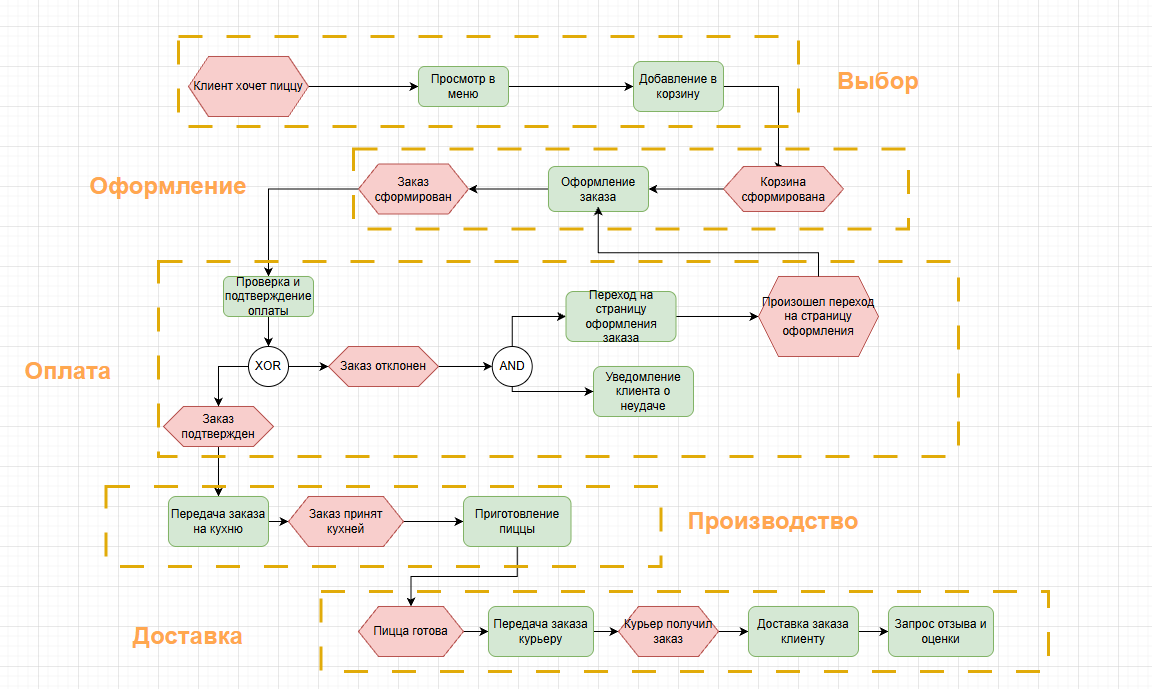 Клиент хочет пиццу
Просмотр в
меню
Добавление в
корзину
Выбор
Оформление
Заказ
сформирован
Оформление
заказа
Корзина
сформирована
Проверка и
подтверждение
оплаты
Переход на
страницу
оформления
заказа
Произошел переход
на страницу
оформления
Оплата
XOR
Заказ отклонен
AND
Уведомление
клиента о
неудаче
Заказ
подтвержден
Передача заказа
на кухню
Заказ принят
кухней
Приготовление
пиццы
Производство
Доставка
Пицца готова
Передача заказа
курьеру
Курьер получил
заказ
Доставка заказа
клиенту
Запрос отзыва и
оценки